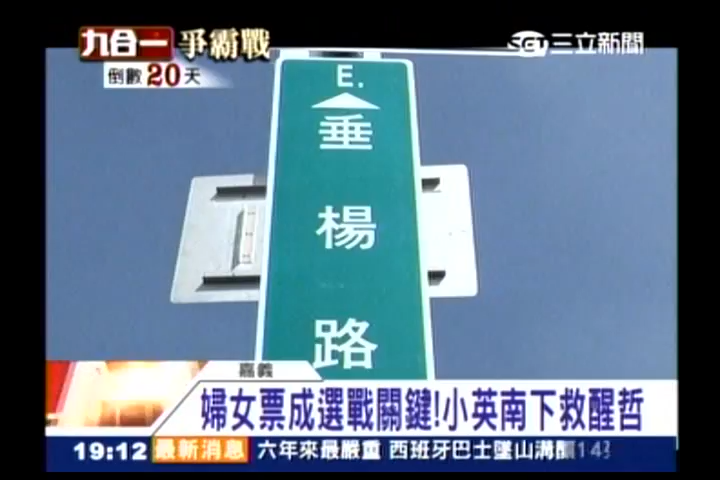 九合一 爭霸戰
倒數20天
SET三立新聞
E.
垂楊路
嘉義
婦女票成選戰關鍵!小英南下救醒哲
19:12 最新消息 六年來最嚴重 西班牙巴士墜山溝釀14